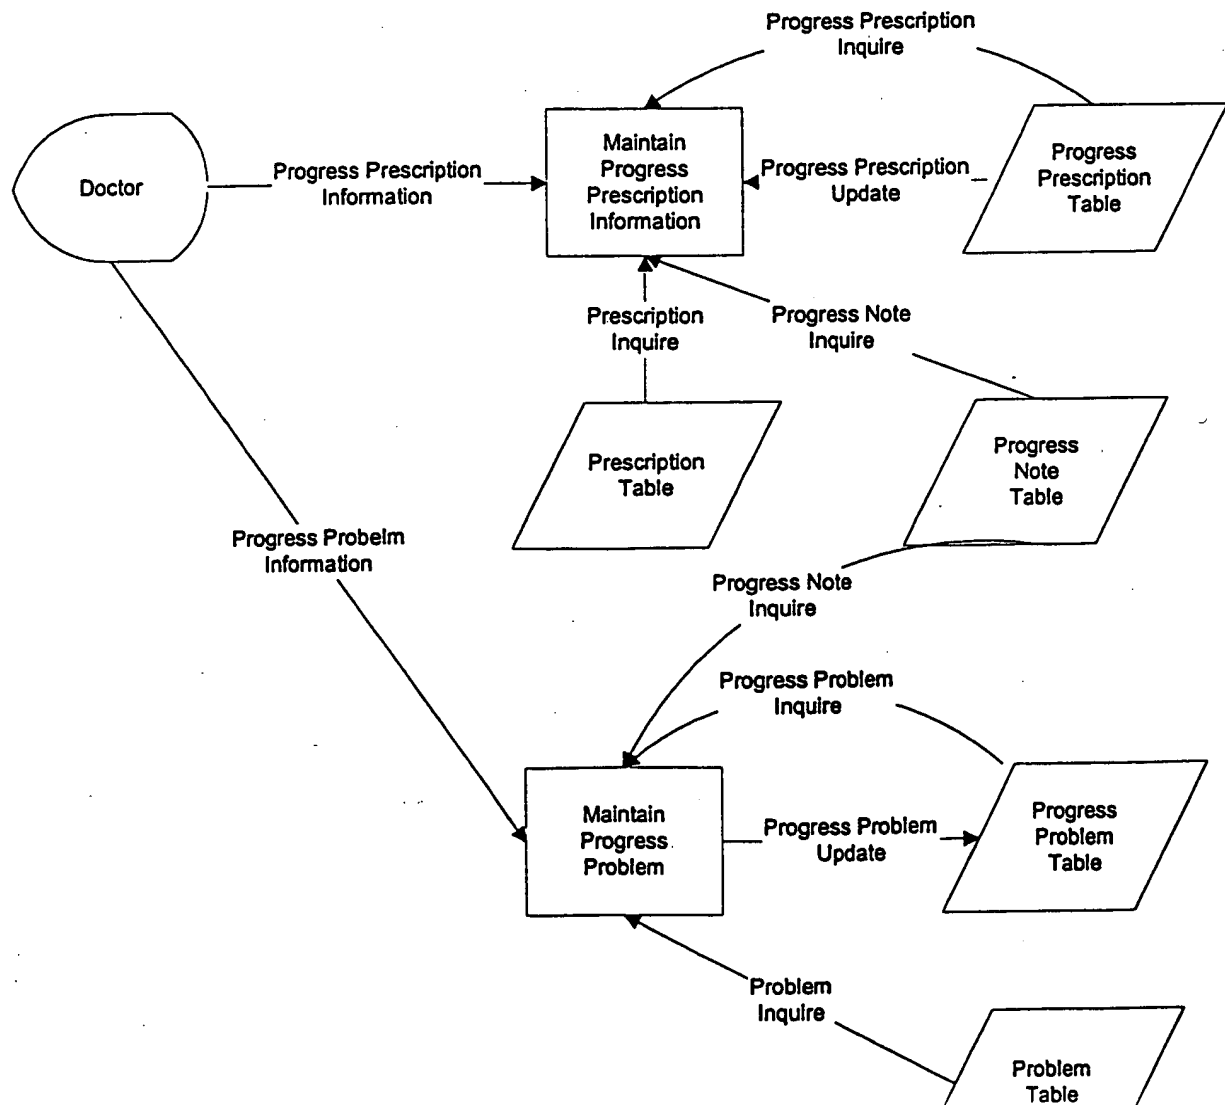 Progress Prescription
Inquire
Doctor
Progress Prescription
Information
Maintain
Progress
Prescription
Information
Progress Prescription
Update
Progress
Prescription
Table
Prescription
Inquire
Progress Note
Inquire
Prescription
Table
Progress
Note
Table
Progress Probelm
Information
Progress Note
Inquire
Progress Problem
Inquire
Maintain
Progress
Problem
Progress Problem
Update
Progress
Problem
Table
Problem
Inquire
Problem
Table